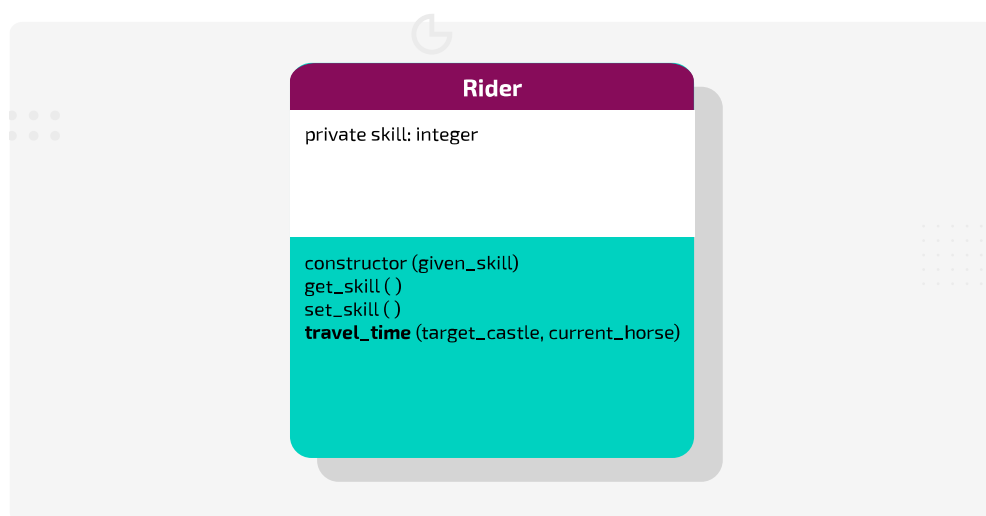 Rider
private skill: integer
constructor (given_skill)
get_skill ( )
set_skill ( )
travel_time (target_castle, current_horse)